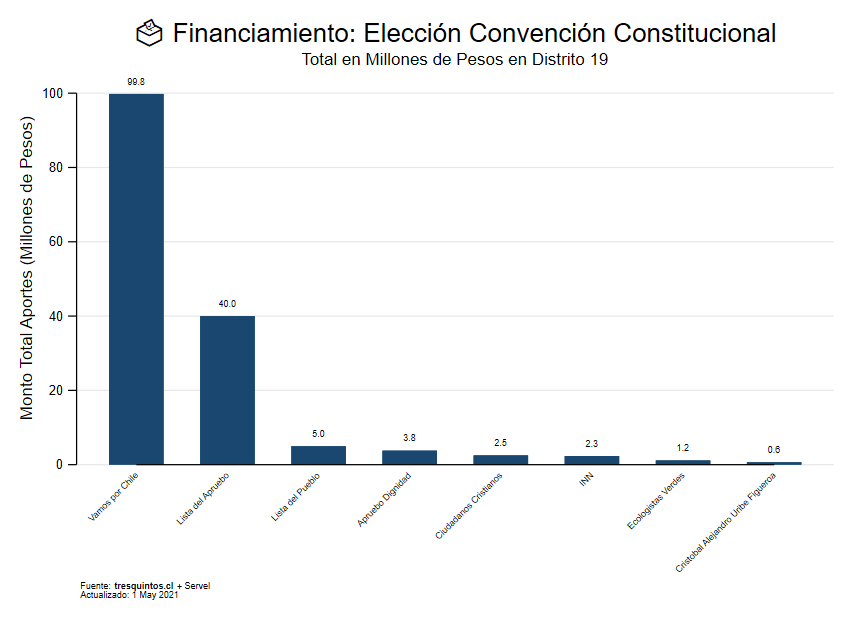 Financiamiento: Elección Convención Constitucional
Total en Millones de Pesos en Distrito 19
Monto Total Aportes (Millones de Pesos)
100
80
60
40
20
0
99.8
40.0
5.0
3.8
2.5
2.3
1.2
0.6
Vamos por Chile
Lista del Apruebo
Lista del Pueblo
Apruebo Dignidad
Ciudadanos Cristianos
INN
Ecologistas Verdes
Cristobal Alejandro Uribe Figueroa
Fuente: tresquintos.cl + Servel
Actualizado: 1 May 2021